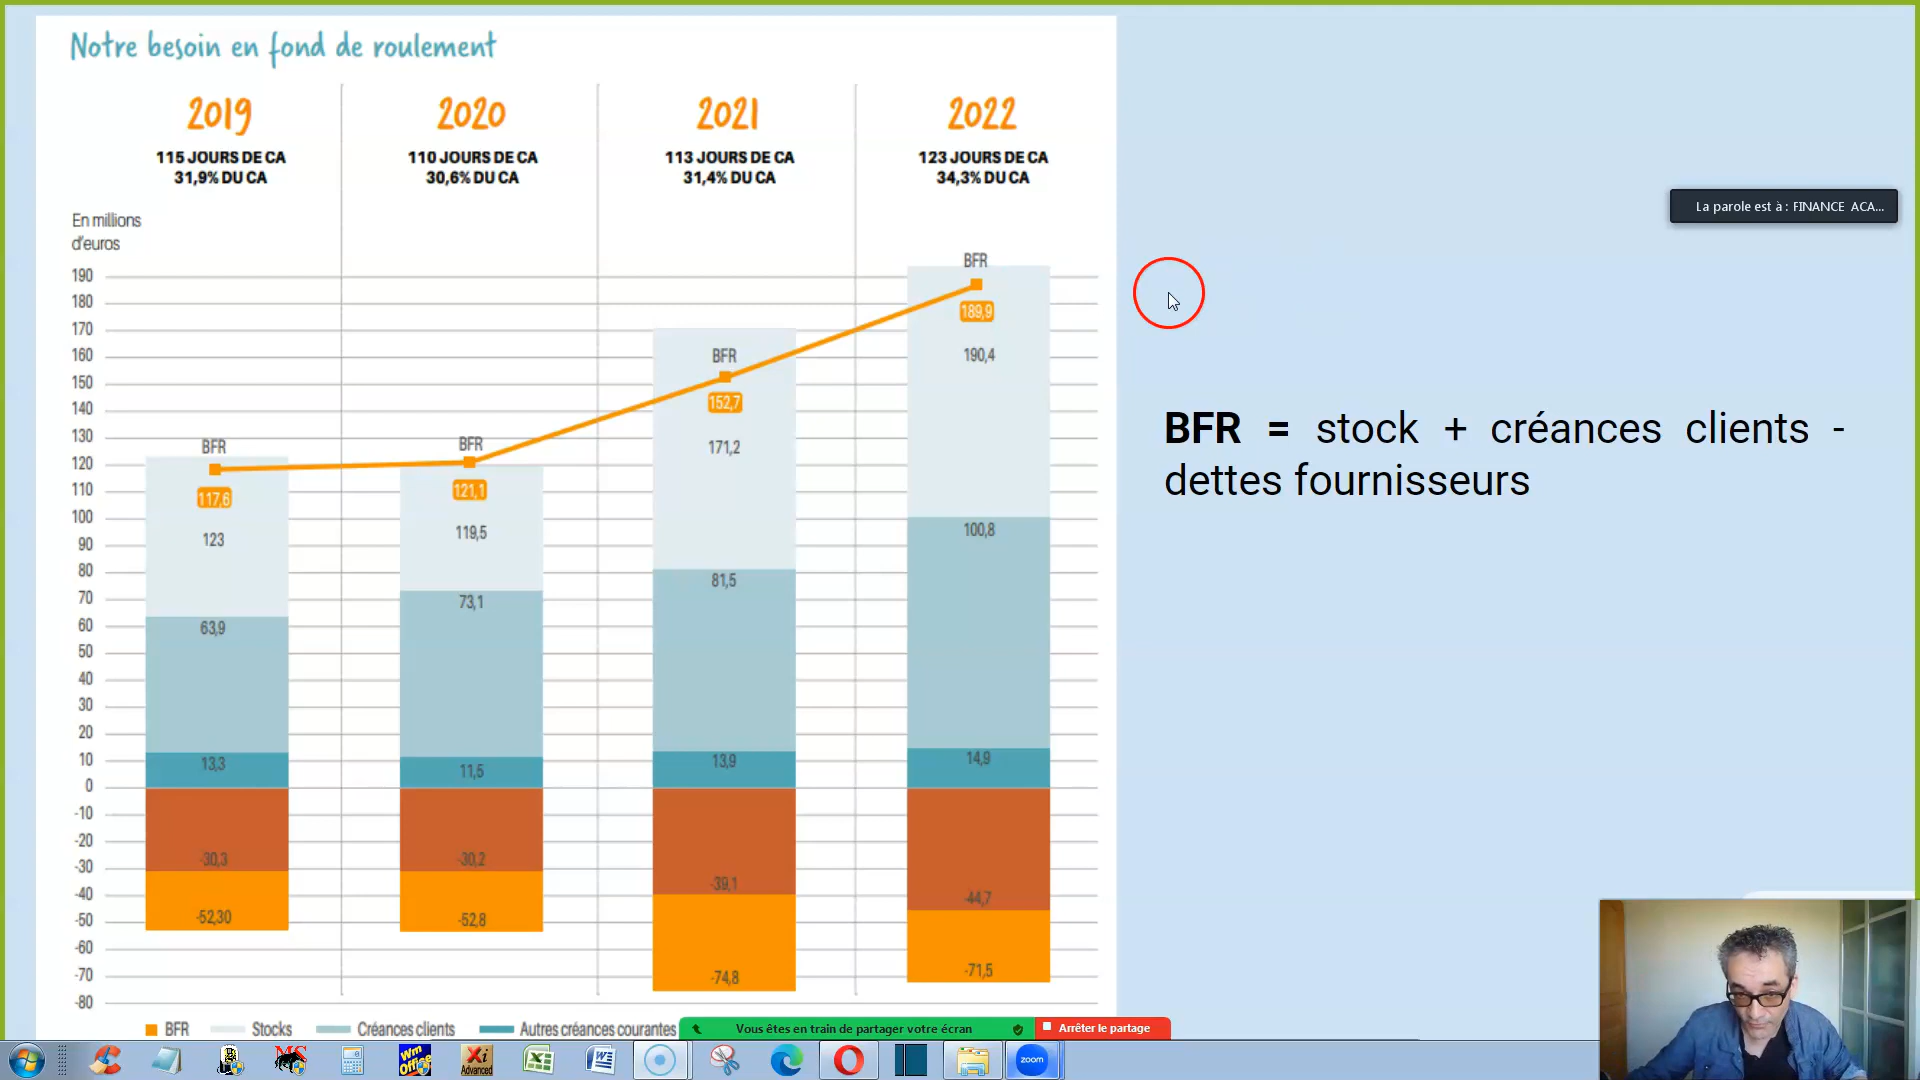 Notre besoin en fond de roulement
2019
2020
2021
2022
115 JOURS DE CA
31,9% DU CA
110 JOURS DE CA
30,6% DU CA
113 JOURS DE CA
31,4% DU CA
123 JOURS DE CA
34,3% DU CA
La parole est à : FINANCE ACA...
En millions
d'euros
190
180
170
160
150
140
130
120
110
100
90
80
70
60
50
40
30
20
10
0
-10
-20
-30
-40
-50
-60
-70
-80
BFR
117,6
123
63,9
13,3
-30,3
-52,30
BFR
121,1
119,5
73,1
11,5
-30,2
-52,8
BFR
152,7
171,2
81,5
13,9
-39,1
-74,8
BFR
189,9
190,4
100,8
14,9
-44,7
-71,5
BFR = stock + créances clients -
dettes fournisseurs
BFR
Stocks
Créances clients
Autres créances courantes
Vous êtes en train de partager votre écran
Arrêter le partage
Wm
Office
Xi
Advanced
zoom